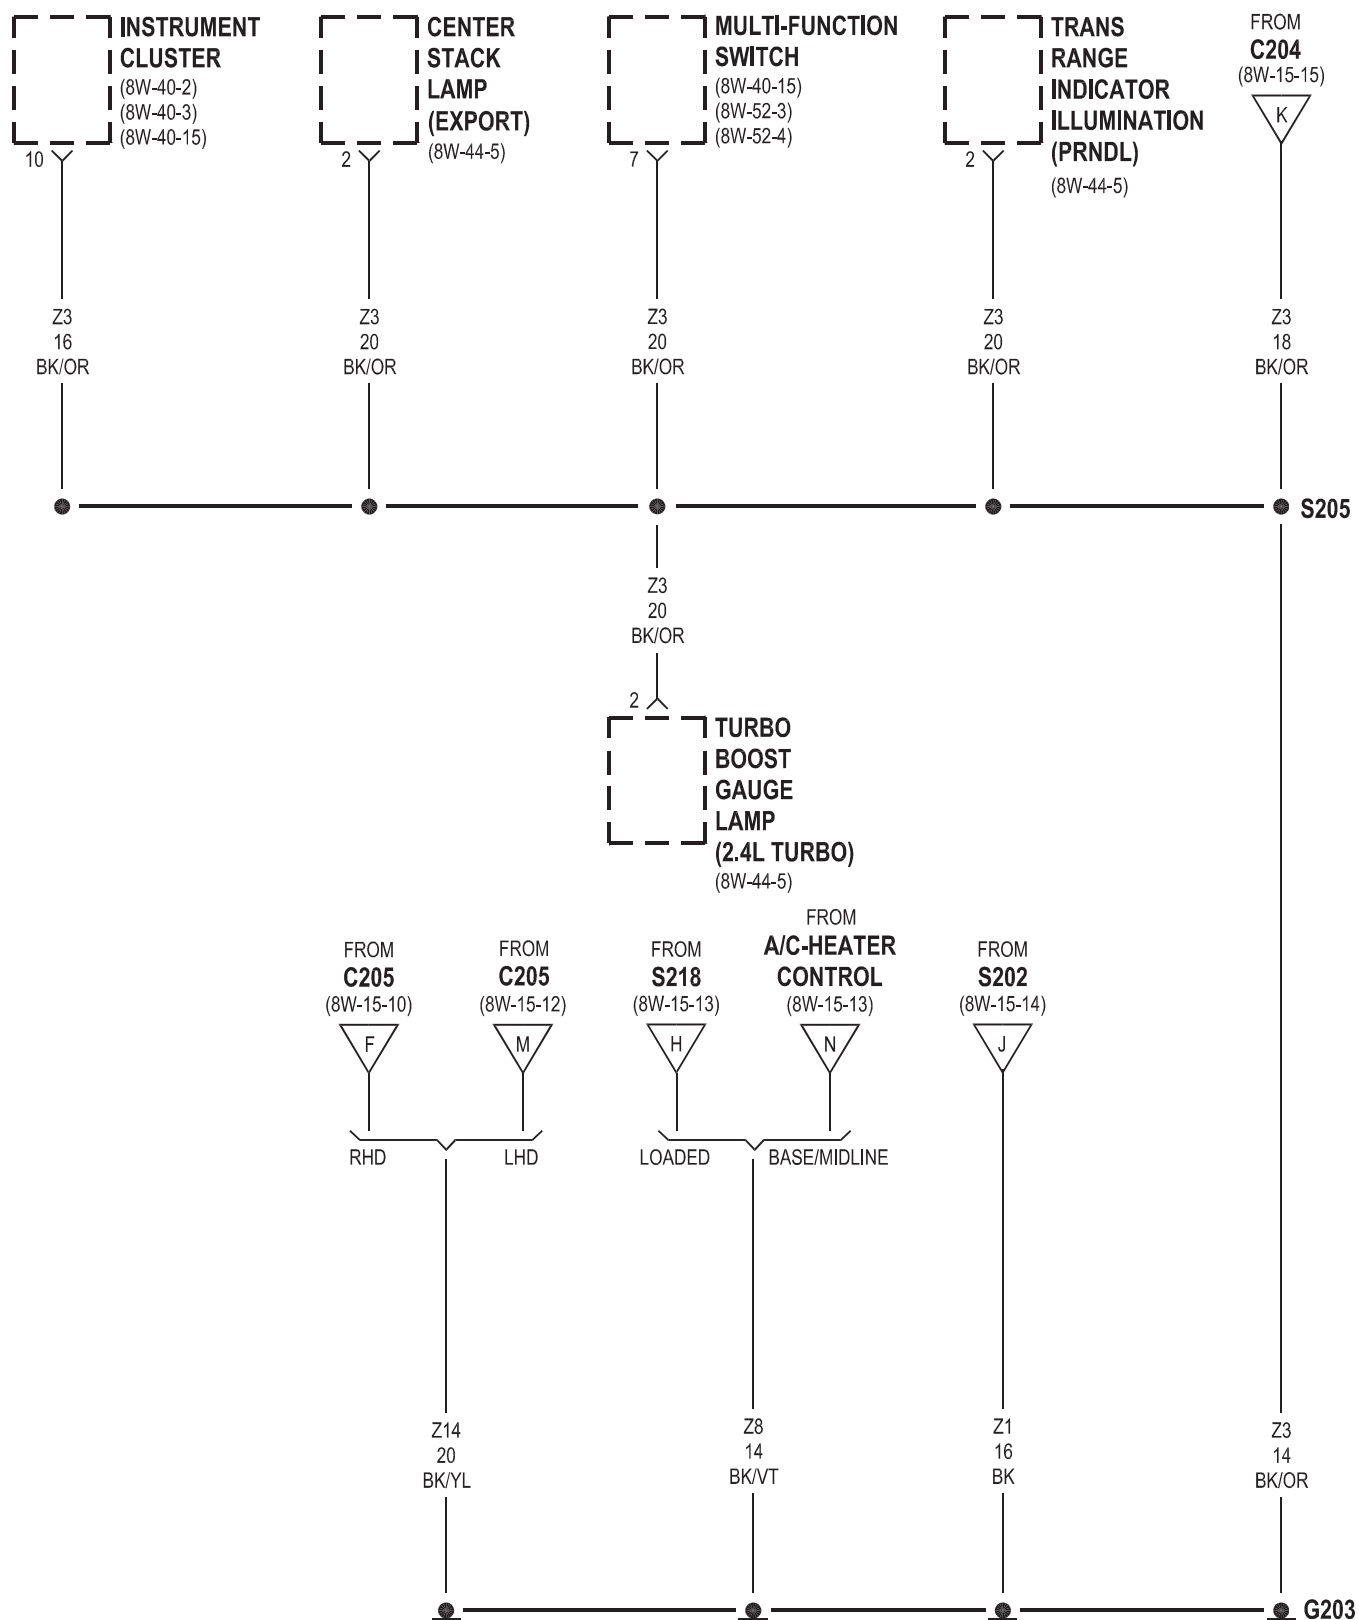 INSTRUMENT
CLUSTER
(8W-40-2)
(8W-40-3)
(8W-40-15)
10
CENTER
STACK
LAMP
(EXPORT)
(8W-44-5)
2
MULTI-FUNCTION
SWITCH
(8W-40-15)
(8W-52-3)
(8W-52-4)
7
TRANS
RANGE
INDICATOR
ILLUMINATION
(PRNDL)
(8W-44-5)
2
FROM
C204
(8W-15-15)
K
Z3
16
BK/OR
Z3
20
BK/OR
Z3
20
BK/OR
Z3
20
BK/OR
Z3
18
BK/OR
S205
Z3
20
BK/OR
2
TURBO
BOOST
GAUGE
LAMP
(2.4L TURBO)
(8W-44-5)
FROM
C205
(8W-15-10)
F
FROM
C205
(8W-15-12)
M
FROM
S218
(8W-15-13)
H
FROM
A/C-HEATER
CONTROL
(8W-15-13)
N
FROM
S202
(8W-15-14)
J
RHD
LHD
LOADED
BASE/MIDLINE
Z14
20
BK/YL
Z8
14
BK/VT
Z1
16
BK
Z3
14
BK/OR
G203